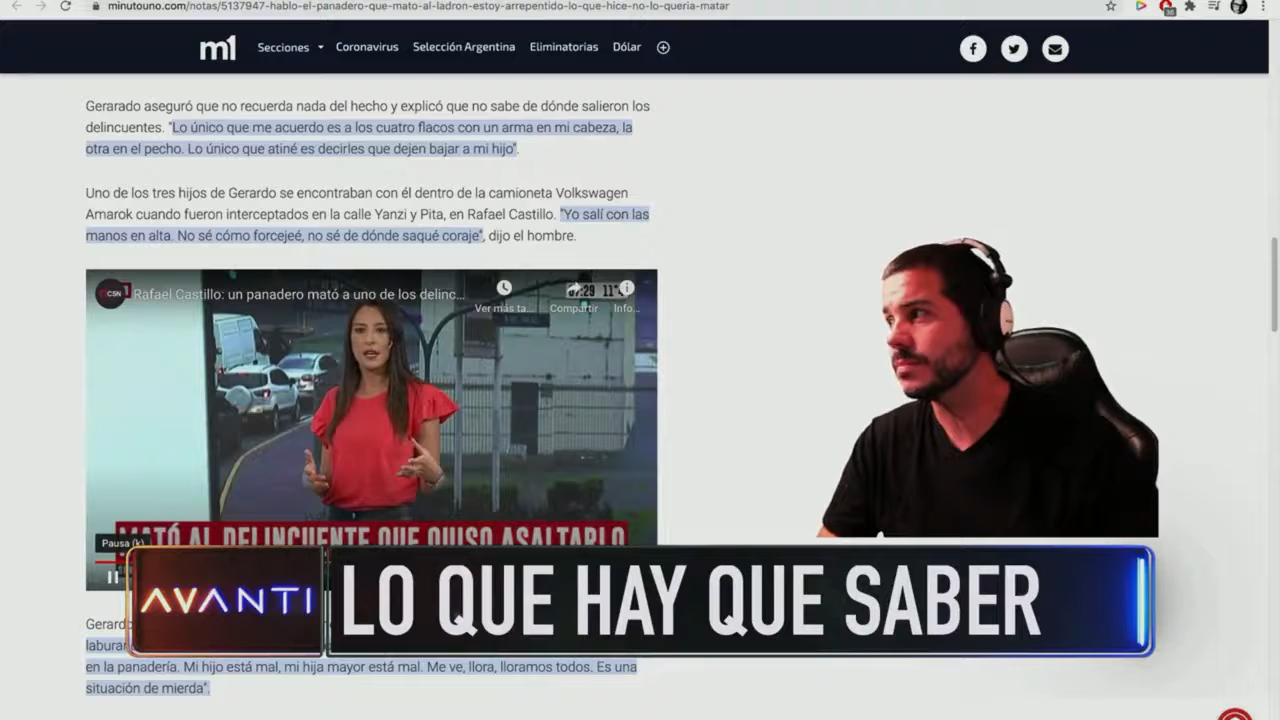 minutouno.com/notas/5137947-hablo-el-panadero-que-mato-al-ladron-estoy-arrepentido-lo-que-hice-no-lo-queria-matar
m1 Secciones Coronavirus Selección Argentina Eliminatorias Dólar
Gerarado aseguró que no recuerda nada del hecho y explicó que no sabe de dónde salieron los
delincuentes. "Lo único que me acuerdo es a los cuatro flacos con un arma en mi cabeza, la
otra en el pecho. Lo único que atiné es decirles que dejen bajar a mi hijo".
Uno de los tres hijos de Gerardo se encontraban con él dentro de la camioneta Volkswagen
Amarok cuando fueron interceptados en la calle Yanzi y Pita, en Rafael Castillo. "Yo salí con las
manos en alta. No sé cómo forcejeé, no sé de dónde saqué coraje", dijo el hombre.
C5N Rafael Castillo: un panadero mató a uno de los delinc...
07:29 11°
Ver más ta... Compartir Info...
MATÓ AL DELINCUENTE QUE QUISO ASALTARLO
Pausa (k)
AVANTI LO QUE HAY QUE SABER
en la panadería. Mi hijo está mal, mi hija mayor está mal. Me ve, llora, lloramos todos. Es una
situación de mierda".